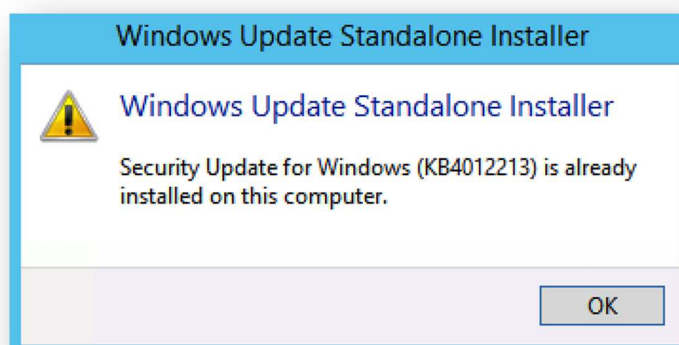 Windows Update Standalone Installer
Windows Update Standalone Installer
Security Update for Windows (KB4012213) is already
installed on this computer.
OK